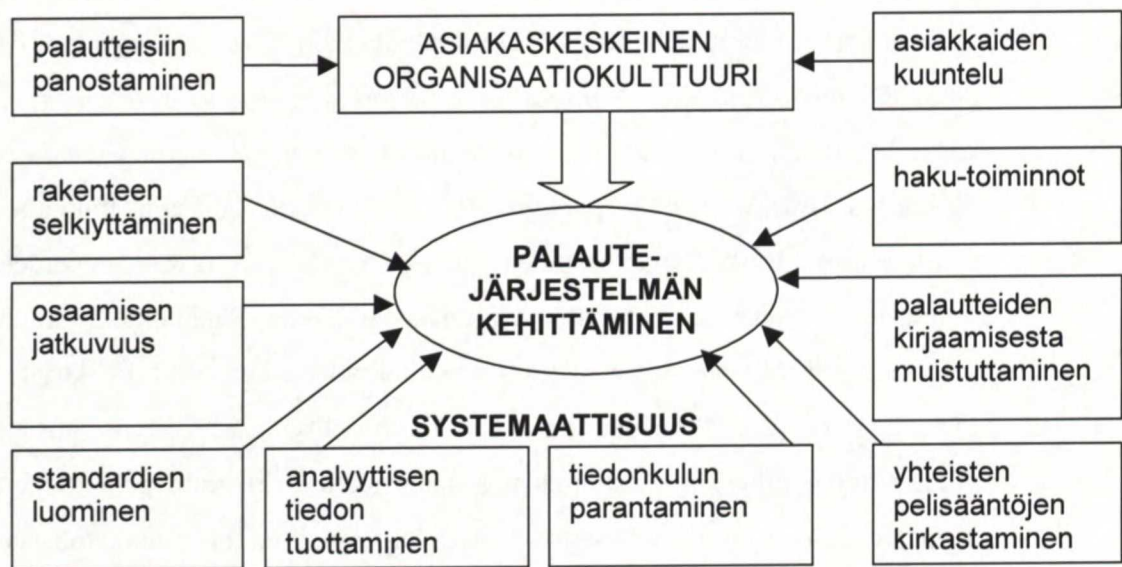 palautteisiin
panostaminen
ASIAKASKESKEINEN
ORGANISAATIOKULTTUURI
asiakkaiden
kuuntelu
rakenteen
selkiyttäminen
haku-toiminnot
PALAUTE-
JÄRJESTELMÄN
KEHITTÄMINEN
osaamisen
jatkuvuus
palautteiden
kirjaamisesta
muistuttaminen
SYSTEMAATTISUUS
standardien
luominen
analyyttisen
tiedon
tuottaminen
tiedonkulun
parantaminen
yhteisten
pelisääntöjen
kirkastaminen